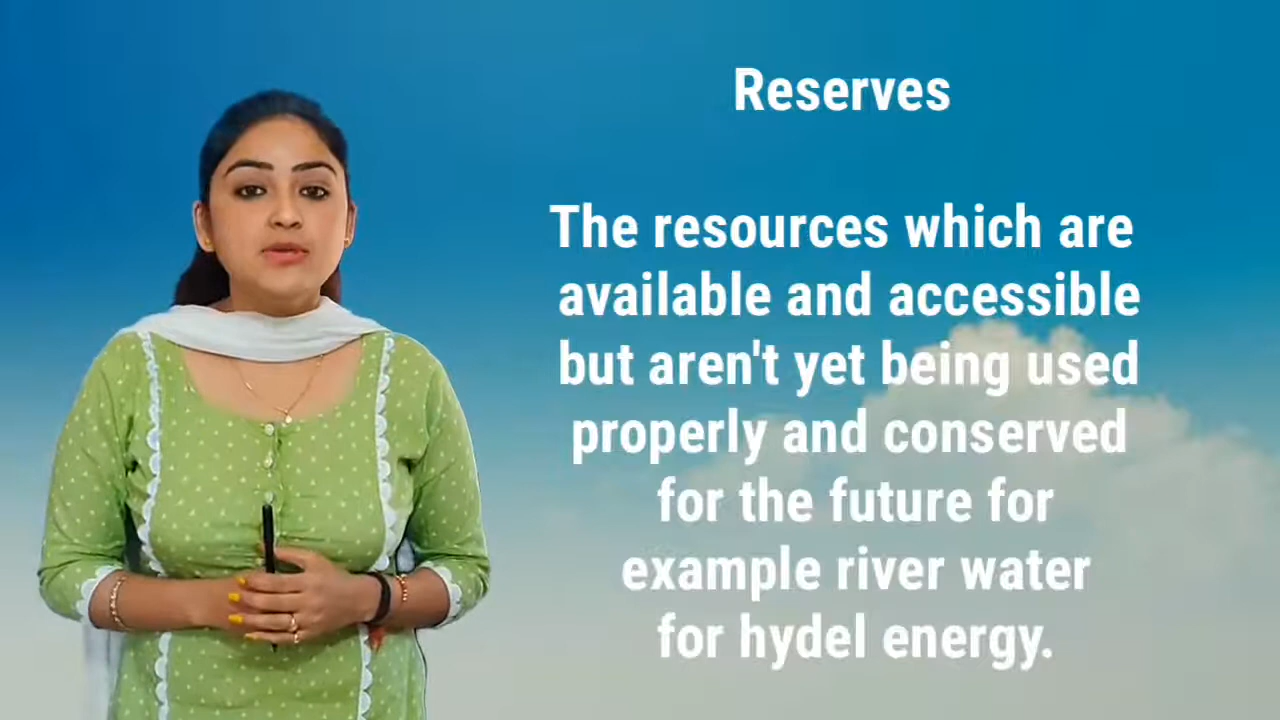 Reserves
The resources which are
available and accessible
but aren't yet being used
properly and conserved
for the future for
example river water
for hydel energy.